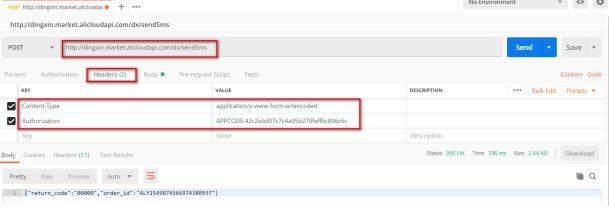 POST http://dingxin.market.alicloudap
No Environment
http://dingxin.market.alicloudapi.com/dx/sendSms
POST http://dingxin.market.alicloudapi.com/dx/sendSms Send Save
Params Authorization Headers (2) Body Pre-request Script Tests Cookies Code
KEY VALUE DESCRIPTION Bulk Edit Presets
Content-Type application/x-www-form-urlencoded
Authorization APPCODE 42c2ebd07c7c4a95b270feff6c896c6c
Key Value Description
Body Cookies Headers (11) Test Results Status: 200 OK Time: 706 ms Size: 2.64 KB Download
Pretty Raw Preview Auto
1 {"return_code":"00000","order_id":"ALY1549874566974380937"}